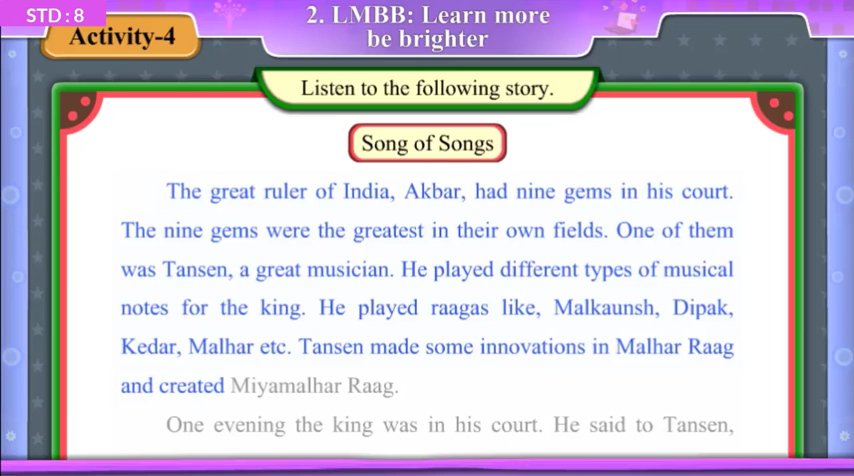 STD : 8
Activity-4
2. LMBB: Learn more
be brighter
Listen to the following story.
Song of Songs
The great ruler of India, Akbar, had nine gems in his court.
The nine gems were the greatest in their own fields. One of them
was Tansen, a great musician. He played different types of musical
notes for the king. He played raagas like, Malkaunsh, Dipak,
Kedar, Malhar etc. Tansen made some innovations in Malhar Raag
and created Miyamalhar Raag.
One evening the king was in his court. He said to Tansen,